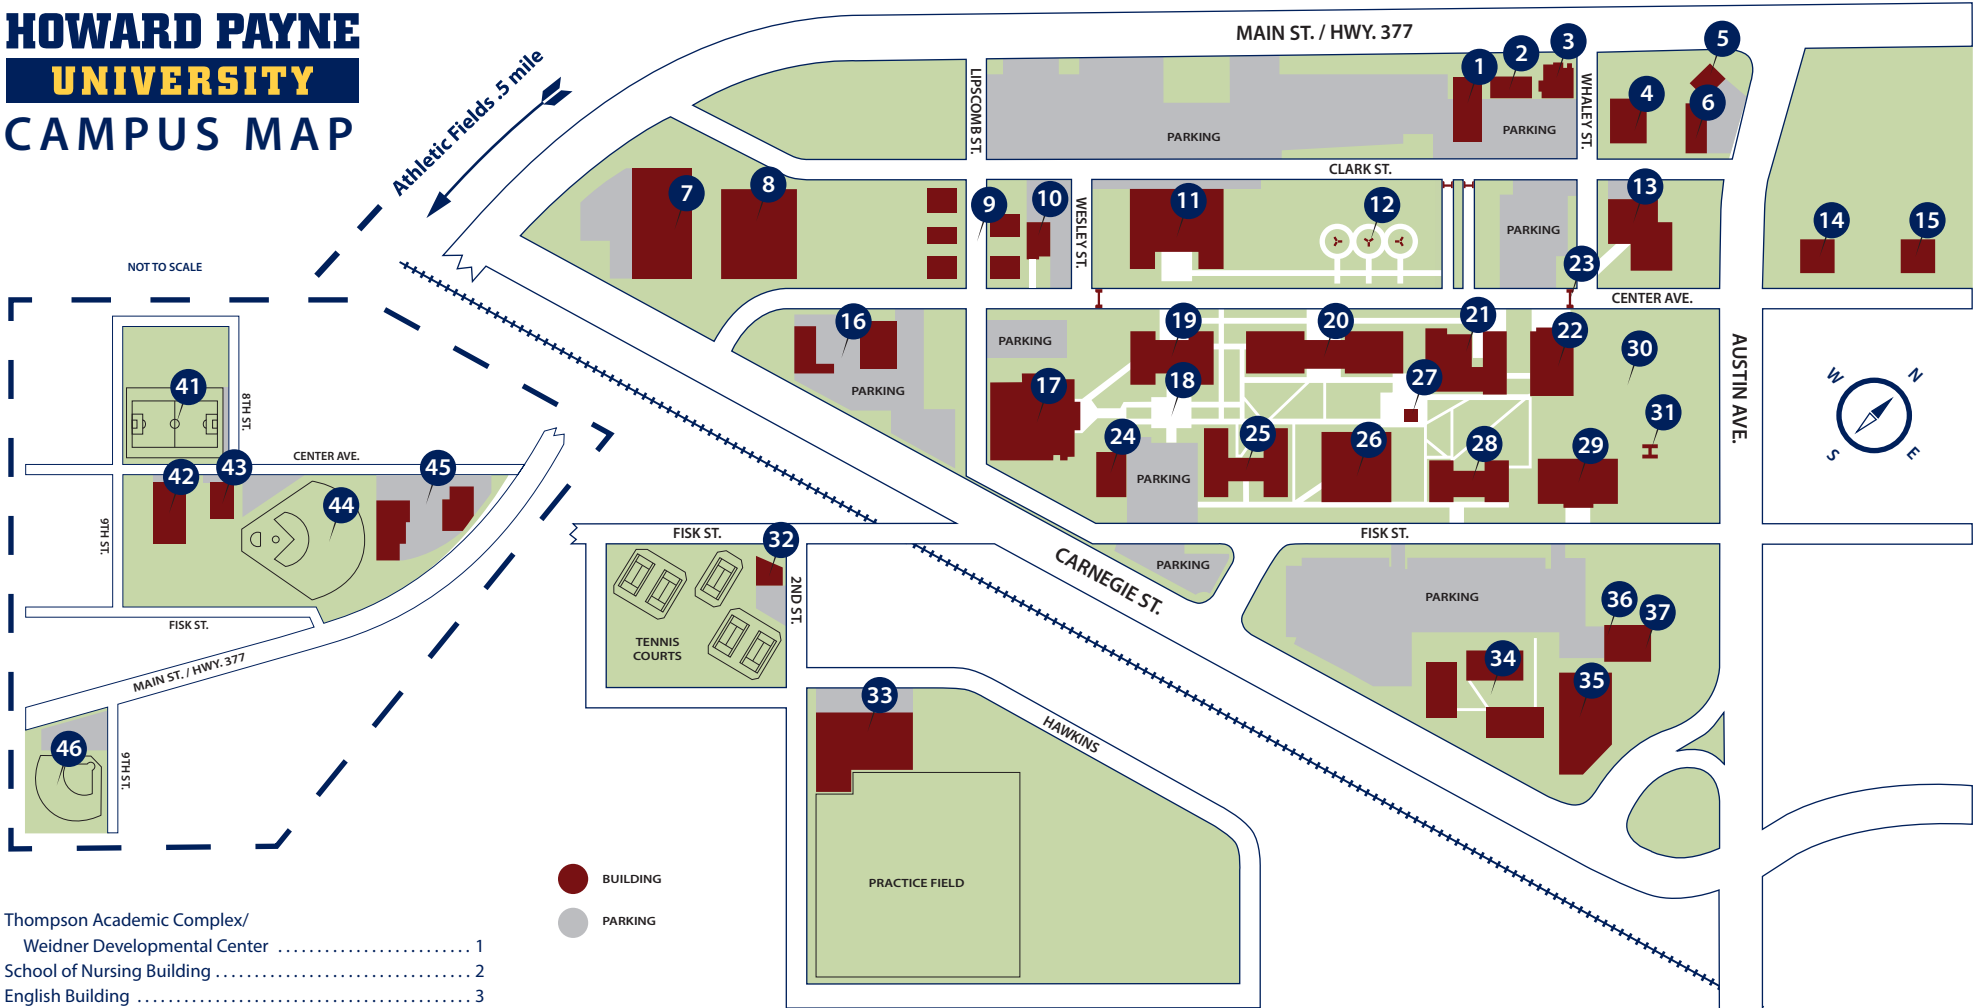 HOWARD PAYNE
UNIVERSITY
CAMPUS MAP
Athletic Fields .5 mile
NOT TO SCALE
MAIN ST. / HWY. 377
LIPSCOMB ST.
WHALEY ST.
PARKING
PARKING
CLARK ST.
1
2
3
4
5
6
7
8
9
10
WESLEY ST.
11
12
PARKING
13
14
15
23
CENTER AVE.
16
PARKING
PARKING
17
18
19
20
21
22
27
30
31
AUSTIN AVE.
N
W
S
E
24
PARKING
25
26
28
29
41
8TH ST.
CENTER AVE.
42
43
44
45
9TH ST.
FISK ST.
MAIN ST. / HWY. 377
46
9TH ST.
FISK ST.
32
2ND ST.
TENNIS
COURTS
CARNEGIE ST.
PARKING
FISK ST.
PARKING
36
37
34
35
33
HAWKINS
PRACTICE FIELD
BUILDING
PARKING
Thompson Academic Complex/
Weidner Developmental Center ......................... 1
School of Nursing Building .................................. 2
English Building ............................................. 3